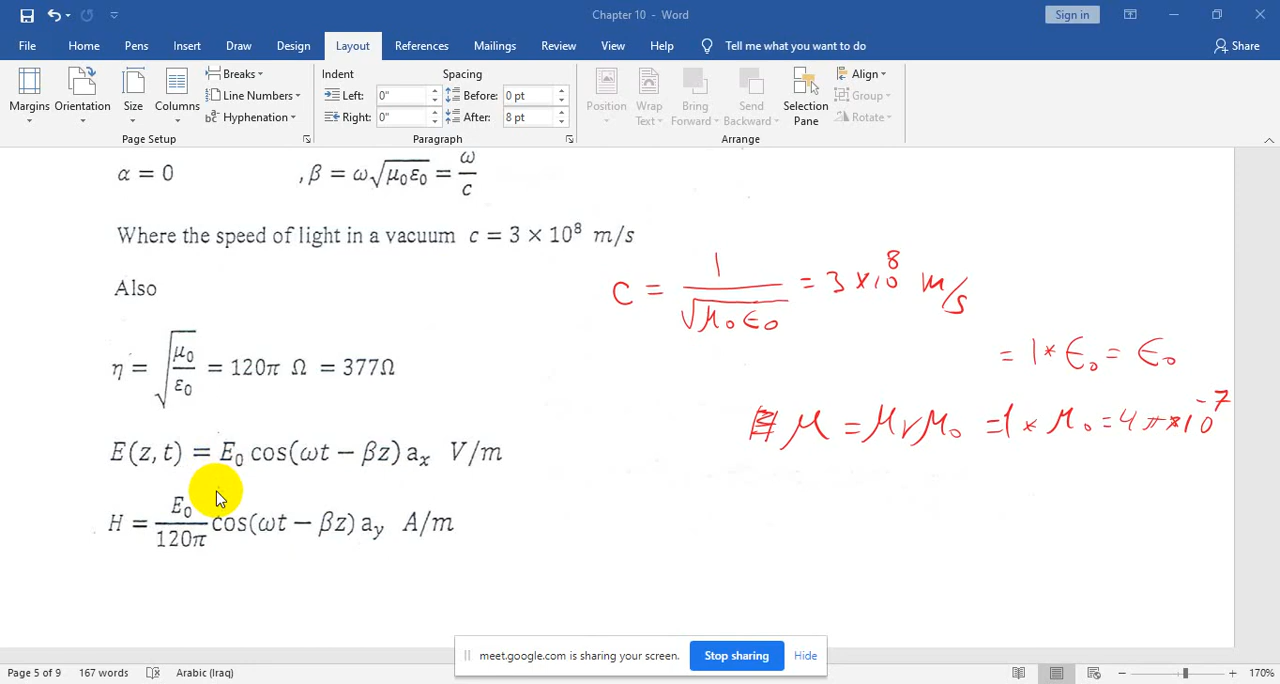 Chapter 10 - Word
Sign in
File Home Pens Insert Draw Design Layout References Mailings Review View Help Tell me what you want to do Share
Margins
Orientation
Size
Columns
Breaks
Line Numbers
Hyphenation
Page Setup
Indent
Left: 0"
Right: 0"
Spacing
Before: 0 pt
After: 8 pt
Paragraph
Position
Wrap Text
Bring Forward
Send Backward
Selection Pane
Align
Group
Rotate
Arrange
α = 0 , β = ω√μ₀ε₀ = ω/c
Where the speed of light in a vacuum c = 3 × 10⁸ m/s
Also
C = 1/√μ₀ε₀ = 3×10⁸ m/s
= 1*ε₀ = ε₀
η = √(μ₀/ε₀) = 120π Ω = 377Ω
μ = μr μ₀ = 1 * μ₀ = 4π*10⁻⁷
E(z, t) = E₀ cos(ωt − βz) aₓ V/m
H = E₀/120π cos(ωt − βz) a_y A/m
meet.google.com is sharing your screen. Stop sharing Hide
Page 5 of 9 167 words Arabic (Iraq) 170%